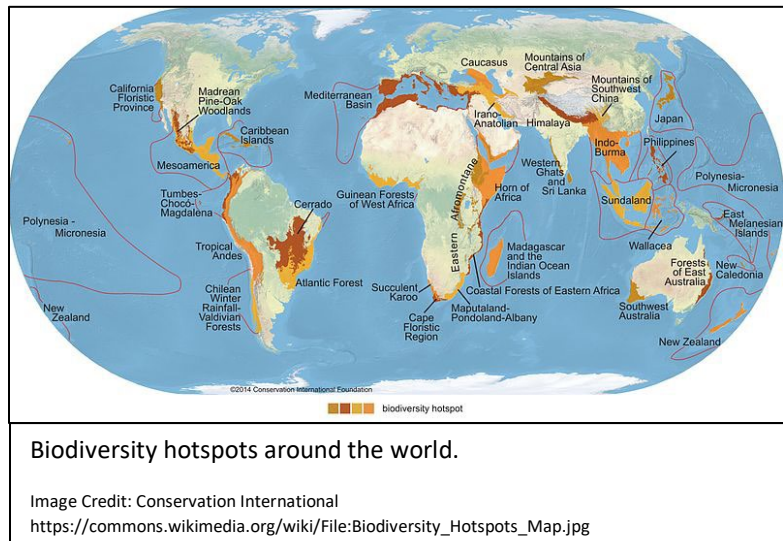 California
Floristic
Province
Madrean
Pine-Oak
Woodlands
Caribbean
Islands
Mesoamerica
Tumbes-
Chocó-
Magdalena
Polynesia -
Micronesia
Tropical
Andes
Cerrado
Chilean
Winter
Rainfall-
Valdivian
Forests
Atlantic Forest
New
Zealand
Mediterranean
Basin
Caucasus
Irano-
Anatolian
Mountains of
Central Asia
Mountains of
Southwest
China
Himalaya
Japan
Indo-
Burma
Philippines
Western
Ghats
and
Sri Lanka
Guinean Forests
of West Africa
Eastern Afromontane
Horn of
Africa
Sundaland
Wallacea
Polynesia-
Micronesia
East
Melanesian
Islands
Madagascar
and the
Indian Ocean
Islands
Coastal Forests of Eastern Africa
Succulent
Karoo
Cape
Floristic
Region
Maputaland-
Pondoland-Albany
Forests
of East
Australia
Southwest
Australia
New
Caledonia
New Zealand
©2014 Conservation International Foundation
biodiversity hotspot
Biodiversity hotspots around the world.
Image Credit: Conservation International
https://commons.wikimedia.org/wiki/File:Biodiversity_Hotspots_Map.jpg